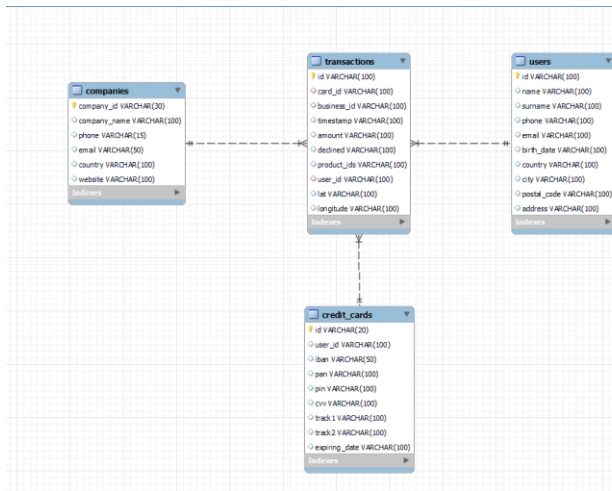 companies
company_id VARCHAR(30)
company_name VARCHAR(100)
phone VARCHAR(15)
email VARCHAR(50)
country VARCHAR(100)
website VARCHAR(100)
Indexes
transactions
id VARCHAR(100)
card_id VARCHAR(100)
business_id VARCHAR(100)
timestamp VARCHAR(100)
amount VARCHAR(100)
declined VARCHAR(100)
product_ids VARCHAR(100)
user_id VARCHAR(100)
lat VARCHAR(100)
longitude VARCHAR(100)
Indexes
users
id VARCHAR(100)
name VARCHAR(100)
surname VARCHAR(100)
phone VARCHAR(100)
email VARCHAR(100)
birth_date VARCHAR(100)
country VARCHAR(100)
city VARCHAR(100)
postal_code VARCHAR(100)
address VARCHAR(100)
Indexes
credit_cards
id VARCHAR(20)
user_id VARCHAR(100)
iban VARCHAR(50)
pan VARCHAR(100)
pin VARCHAR(100)
cvv VARCHAR(100)
track1 VARCHAR(100)
track2 VARCHAR(100)
expiring_date VARCHAR(100)
Indexes